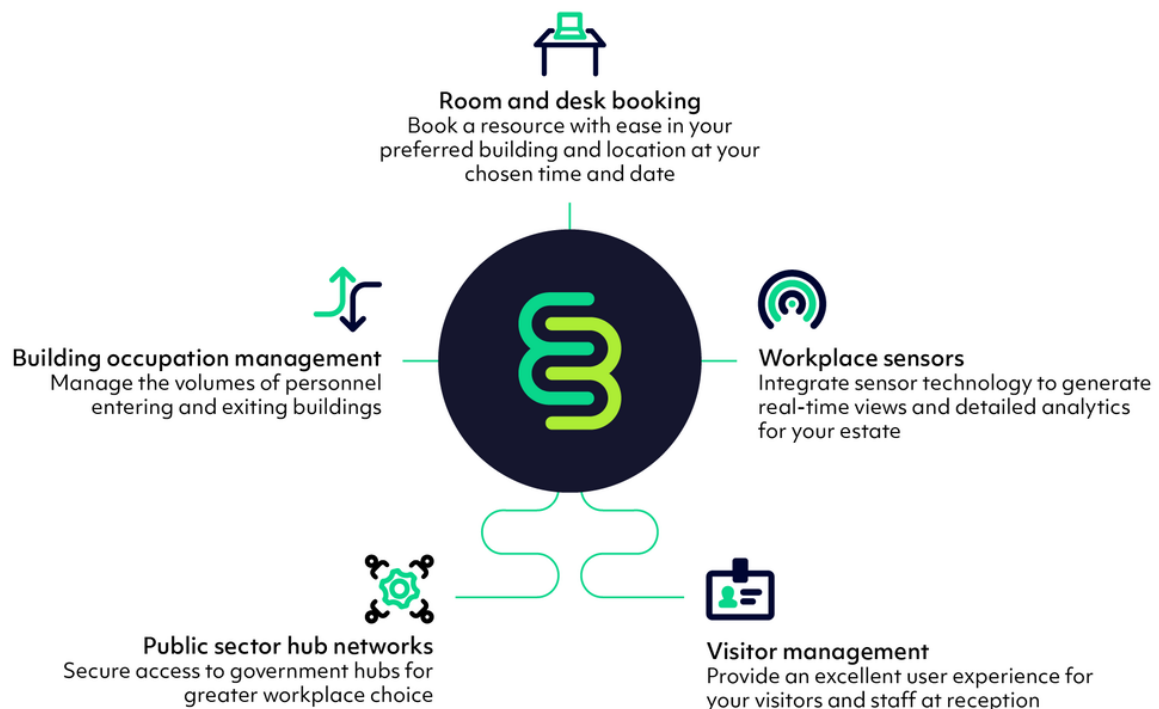 Room and desk booking
Book a resource with ease in your
preferred building and location at your
chosen time and date
Building occupation management
Manage the volumes of personnel
entering and exiting buildings
Workplace sensors
Integrate sensor technology to generate
real-time views and detailed analytics
for your estate
Public sector hub networks
Secure access to government hubs for
greater workplace choice
Visitor management
Provide an excellent user experience for
your visitors and staff at reception